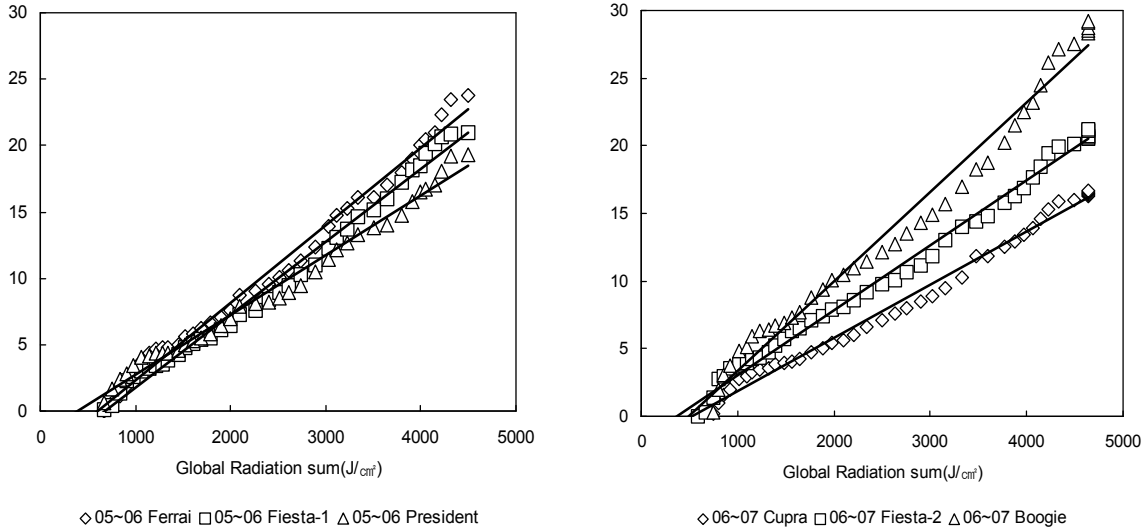 30
25
20
15
10
5
0
0 1000 2000 3000 4000 5000
Global Radiation sum(J/㎠)
◇ 05~06 Ferrai □ 05~06 Fiesta-1 △ 05~06 President
30
25
20
15
10
5
0
0 1000 2000 3000 4000 5000
Global Radiation sum(J/㎠)
◇ 06~07 Cupra □ 06~07 Fiesta-2 △ 06~07 Boogie